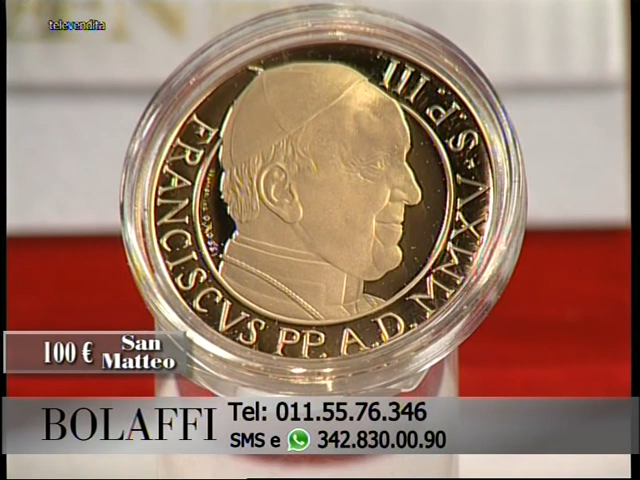 televendita
FRANCISCVS PP. A.D. MMXV · S.P. III
100 € San Matteo
BOLAFFI
Tel: 011.55.76.346
SMS e 342.830.00.90